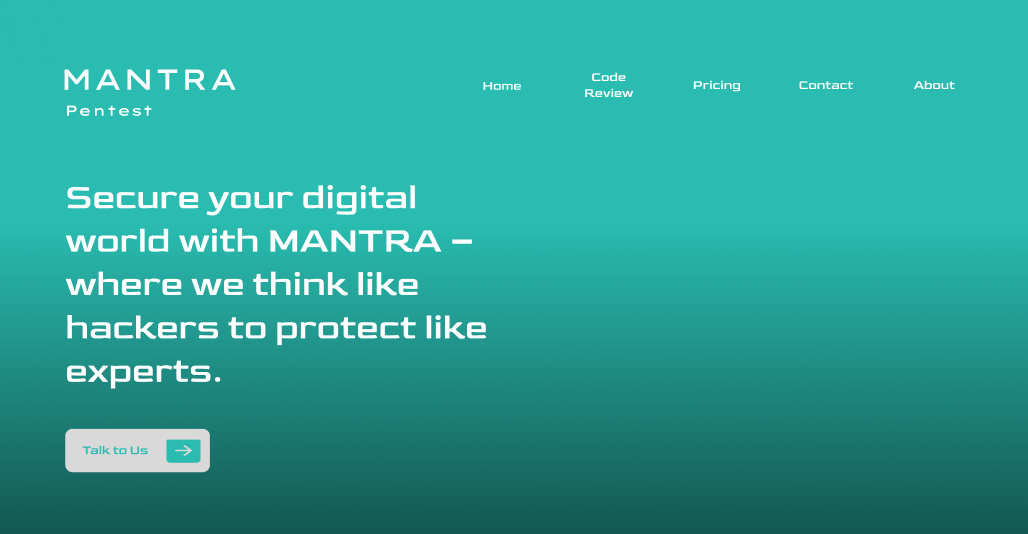 MANTRA
Pentest
Home
Code
Review
Pricing
Contact
About
Secure your digital
world with MANTRA –
where we think like
hackers to protect like
experts.
Talk to Us